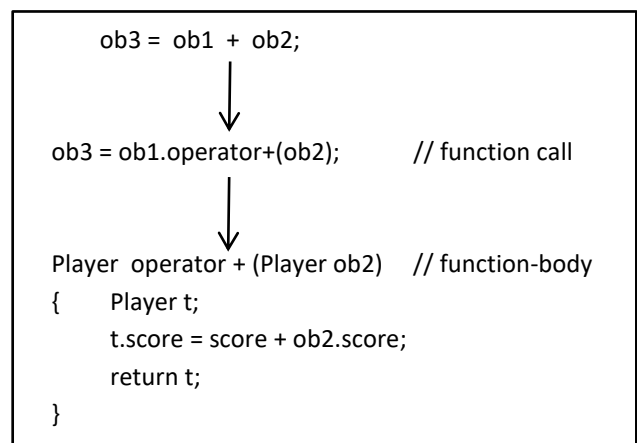 ob3 = ob1 + ob2;
ob3 = ob1.operator+(ob2); // function call
Player operator + (Player ob2) // function-body
{ Player t;
t.score = score + ob2.score;
return t;
}